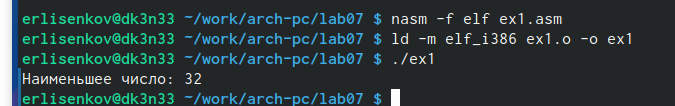 erlisenkov@dk3n33 ~/work/arch-pc/lab07 $ nasm -f elf ex1.asm
erlisenkov@dk3n33 ~/work/arch-pc/lab07 $ ld -m elf_i386 ex1.o -o ex1
erlisenkov@dk3n33 ~/work/arch-pc/lab07 $ ./ex1
Наименьшее число: 32
erlisenkov@dk3n33 ~/work/arch-pc/lab07 $